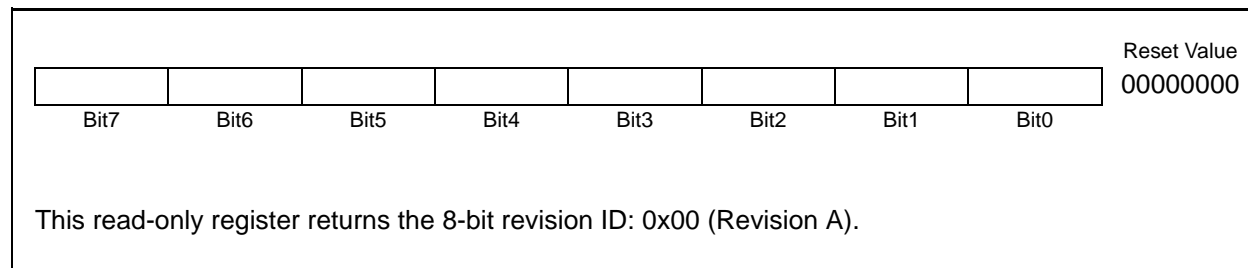 Reset Value
00000000
Bit7 Bit6 Bit5 Bit4 Bit3 Bit2 Bit1 Bit0
This read-only register returns the 8-bit revision ID: 0x00 (Revision A).